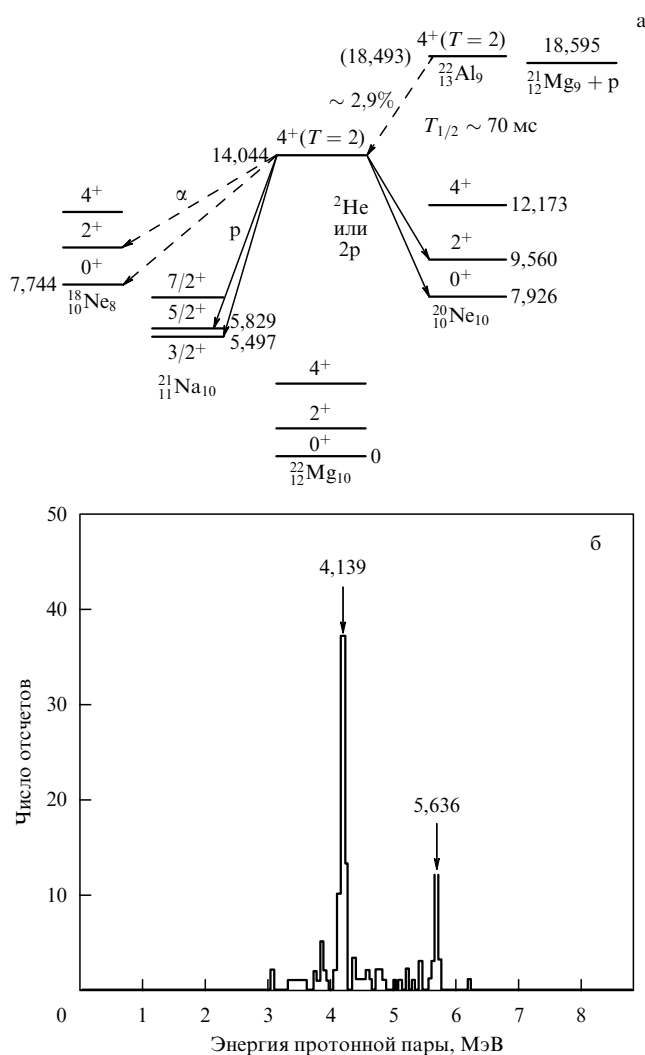 а
4⁺(T = 2)
(18,493)
²²₁₃Al₉
18,595
²¹₁₂Mg₉ + p
~ 2,9%
T₁/₂ ~ 70 мс
4⁺(T = 2)
14,044
α
p
²He
или
2p
4⁺
2⁺
0⁺
7,744
¹⁸₁₀Ne₈
7/2⁺
5/2⁺
5,829
3/2⁺
5,497
²¹₁₁Na₁₀
4⁺
12,173
2⁺
9,560
0⁺
7,926
²⁰₁₀Ne₁₀
4⁺
2⁺
0⁺
0
²²₁₂Mg₁₀
б
50
40
30
20
10
Число отсчетов
4,139
5,636
0 1 2 3 4 5 6 7 8
Энергия протонной пары, МэВ